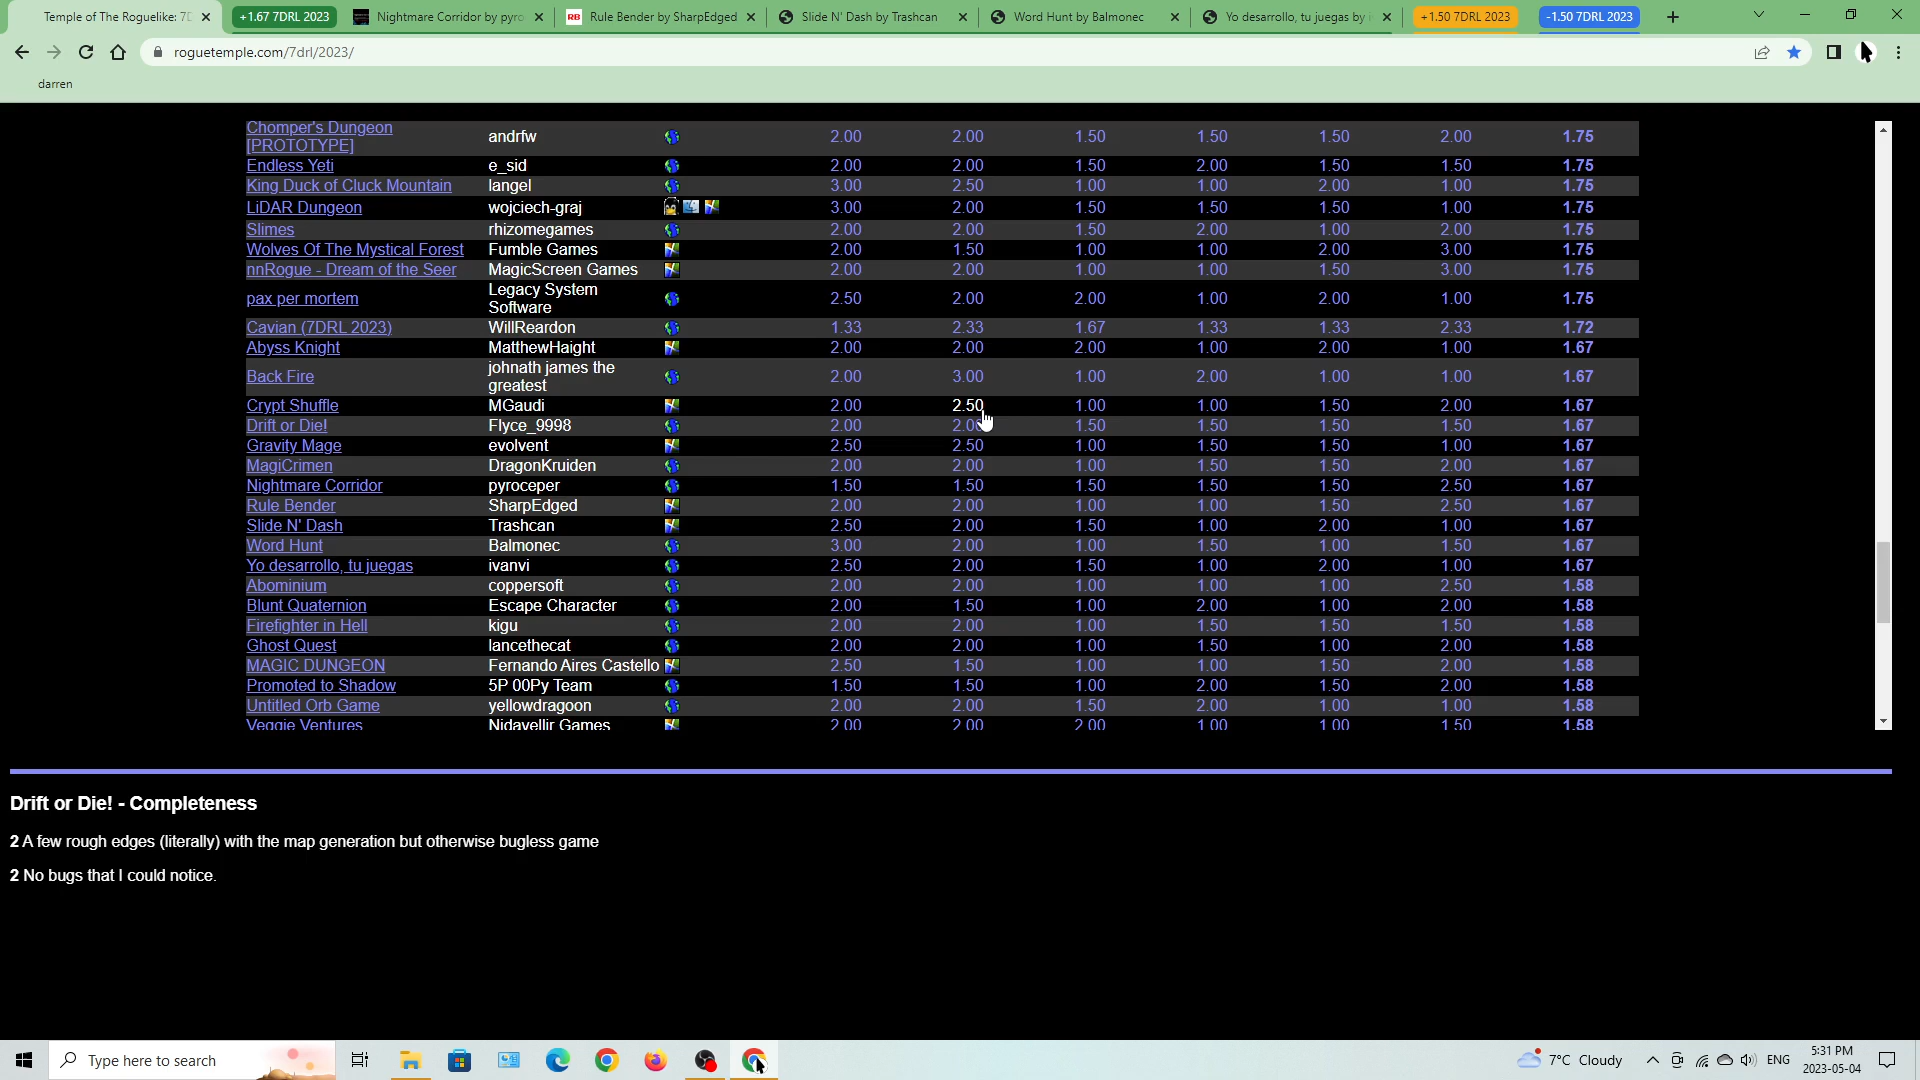 Temple of The Roguelike: 7D
+1.67 7DRL 2023
Nightmare Corridor by pyro
Rule Bender by SharpEdged
Slide N' Dash by Trashcan
Word Hunt by Balmonec
Yo desarrollo, tu juegas by i
+1.50 7DRL 2023
-1.50 7DRL 2023
roguetemple.com/7drl/2023/
darren
Chomper's Dungeon
[PROTOTYPE] andrfw 2.00 2.00 1.50 1.50 1.50 2.00 1.75
Endless Yeti e_sid 2.00 2.00 1.50 2.00 1.50 1.50 1.75
King Duck of Cluck Mountain langel 3.00 2.50 1.00 1.00 2.00 1.00 1.75
LiDAR Dungeon wojciech-graj 3.00 2.00 1.50 1.50 1.50 1.00 1.75
Slimes rhizomegames 2.00 2.00 1.50 2.00 1.00 2.00 1.75
Wolves Of The Mystical Forest Fumble Games 2.00 1.50 1.00 1.00 2.00 3.00 1.75
nnRogue - Dream of the Seer MagicScreen Games 2.00 2.00 1.00 1.00 1.50 3.00 1.75
pax per mortem Legacy System
Software 2.50 2.00 2.00 1.00 2.00 1.00 1.75
Cavian (7DRL 2023) WillReardon 1.33 2.33 1.67 1.33 1.33 2.33 1.72
Abyss Knight MatthewHaight 2.00 2.00 2.00 1.00 2.00 1.00 1.67
Back Fire johnath james the
greatest 2.00 3.00 1.00 2.00 1.00 1.00 1.67
Crypt Shuffle MGaudi 2.00 2.50 1.00 1.00 1.50 2.00 1.67
Drift or Die! Flyce_9998 2.00 2.00 1.50 1.50 1.50 1.50 1.67
Gravity Mage evolvent 2.50 2.50 1.00 1.50 1.50 1.00 1.67
MagiCrimen DragonKruiden 2.00 2.00 1.00 1.50 1.50 2.00 1.67
Nightmare Corridor pyroceper 1.50 1.50 1.50 1.50 1.50 2.50 1.67
Rule Bender SharpEdged 2.00 2.00 1.00 1.00 1.50 2.50 1.67
Slide N' Dash Trashcan 2.50 2.00 1.50 1.00 2.00 1.00 1.67
Word Hunt Balmonec 3.00 2.00 1.00 1.50 1.00 1.50 1.67
Yo desarrollo, tu juegas ivanvi 2.50 2.00 1.50 1.00 2.00 1.00 1.67
Abominium coppersoft 2.00 2.00 1.00 1.00 1.00 2.50 1.58
Blunt Quaternion Escape Character 2.00 1.50 1.00 2.00 1.00 2.00 1.58
Firefighter in Hell kigu 2.00 2.00 1.00 1.50 1.50 1.50 1.58
Ghost Quest lancethecat 2.00 2.00 1.00 1.50 1.00 2.00 1.58
MAGIC DUNGEON Fernando Aires Castello 2.50 1.50 1.00 1.00 1.50 2.00 1.58
Promoted to Shadow 5P 00Py Team 1.50 1.50 1.00 2.00 1.50 2.00 1.58
Untitled Orb Game yellowdragoon 2.00 2.00 1.50 2.00 1.00 1.00 1.58
Veggie Ventures Nidavellir Games 2.00 2.00 2.00 1.00 1.00 1.50 1.58
Drift or Die! - Completeness
2 A few rough edges (literally) with the map generation but otherwise bugless game
2 No bugs that I could notice.
Type here to search
7°C Cloudy
ENG
5:31 PM
2023-05-04